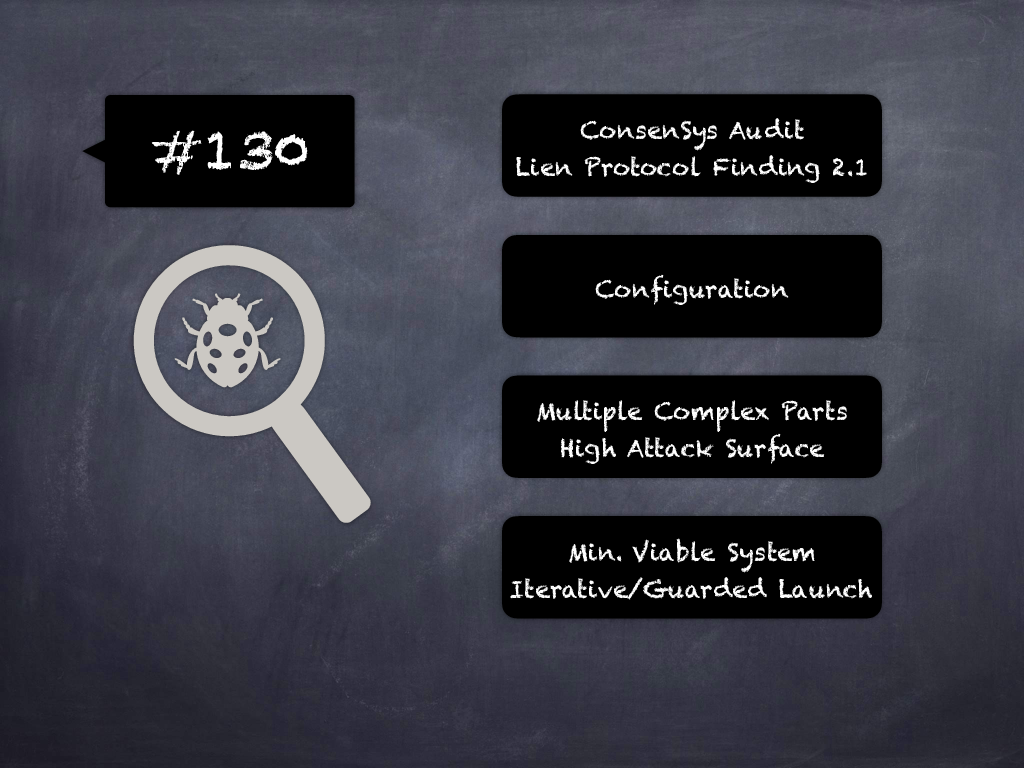 #130
ConsenSys Audit
Lien Protocol Finding 2.1
Configuration
Multiple Complex Parts
High Attack Surface
Min. Viable System
Iterative/Guarded Launch